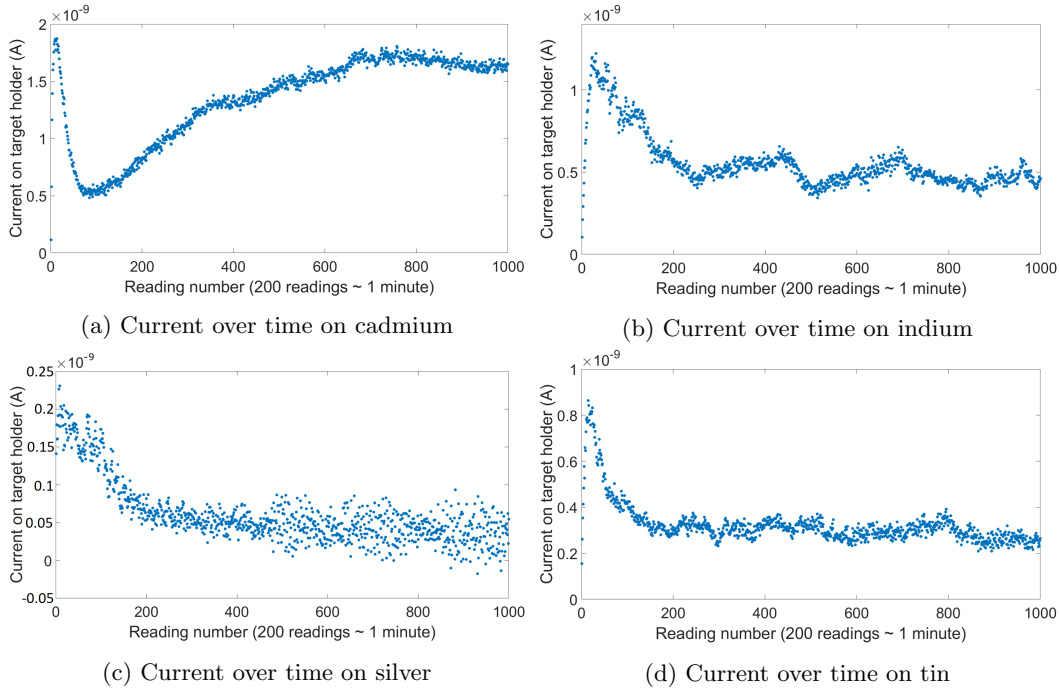 ×10⁻⁹
2
1.5
1
0.5
0
Current on target holder (A)
0 200 400 600 800 1000
Reading number (200 readings ~ 1 minute)
(a) Current over time on cadmium
×10⁻⁹
1
0.5
0
Current on target holder (A)
0 200 400 600 800 1000
Reading number (200 readings ~ 1 minute)
(b) Current over time on indium
×10⁻⁹
0.25
0.2
0.15
0.1
0.05
0
-0.05
Current on target holder (A)
0 200 400 600 800 1000
Reading number (200 readings ~ 1 minute)
(c) Current over time on silver
×10⁻⁹
1
0.8
0.6
0.4
0.2
0
Current on target holder (A)
0 200 400 600 800 1000
Reading number (200 readings ~ 1 minute)
(d) Current over time on tin